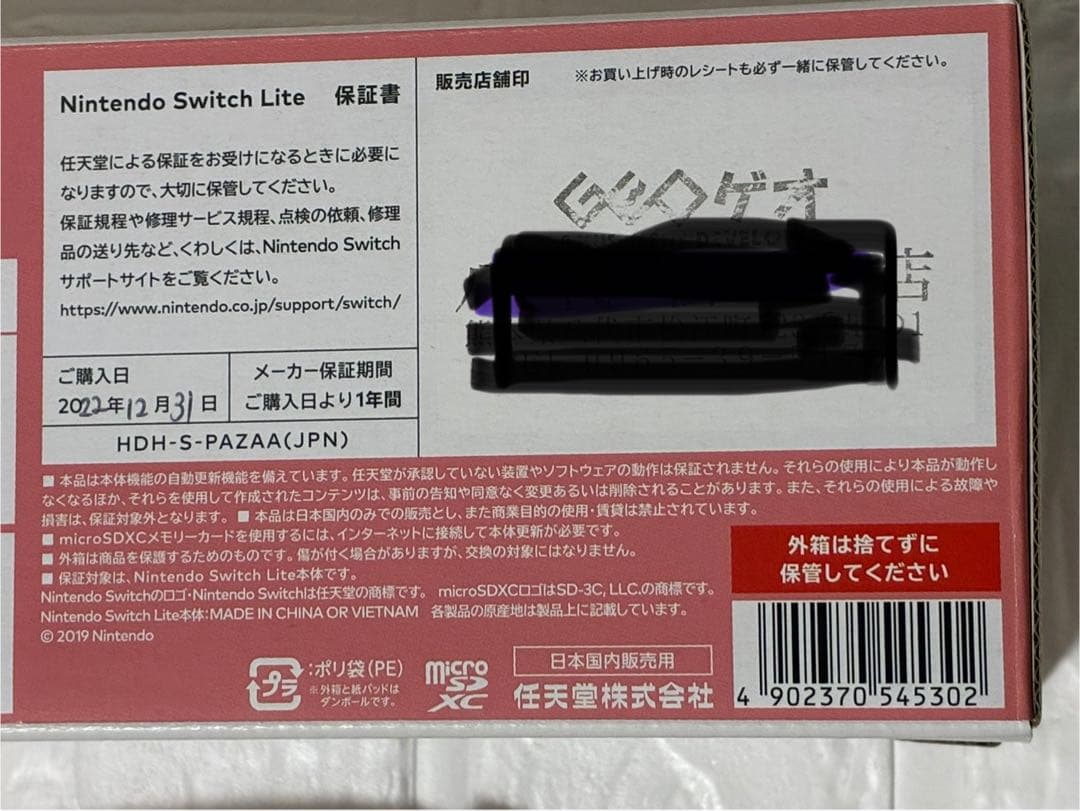 Nintendo Switch Lite 保証書
任天堂による保証をお受けになるときに必要に
なりますので、大切に保管してください。
保証規程や修理サービス規程、点検の依頼、修理
品の送り先など、くわしくは、Nintendo Switch
サポートサイトをご覧ください。
https://www.nintendo.co.jp/support/switch/
ご購入日
2022年12月31日
メーカー保証期間
ご購入日より1年間
HDH-S-PAZAA(JPN)
販売店舗印
※お買い上げ時のレシートも必ず一緒に保管してください。
GEOゲオ
店
■ 本品は本体機能の自動更新機能を備えています。任天堂が承認していない装置やソフトウェアの動作は保証されません。それらの使用により本品が動作し
なくなるほか、それらを使用して作成されたコンテンツは、事前の告知や同意なく変更あるいは削除されることがあります。また、それらの使用による故障や
損害は、保証対象外となります。 ■ 本品は日本国内のみでの販売とし、また商業目的の使用・賃貸は禁止されています。
■ microSDXCメモリーカードを使用するには、インターネットに接続して本体更新が必要です。
■ 外箱は商品を保護するためのものです。傷が付く場合がありますが、交換の対象にはなりません。
■ 保証対象は、Nintendo Switch Lite本体です。
Nintendo Switchのロゴ・Nintendo Switchは任天堂の商標です。 microSDXCロゴはSD-3C, LLC.の商標です。
Nintendo Switch Lite本体:MADE IN CHINA OR VIETNAM 各製品の原産地は製品上に記載しています。
© 2019 Nintendo
外箱は捨てずに
保管してください
プラ
:ポリ袋(PE)
※外箱と紙パッドは
ダンボールです。
micro
SD
XC
日本国内販売用
任天堂株式会社
4 902370 545302